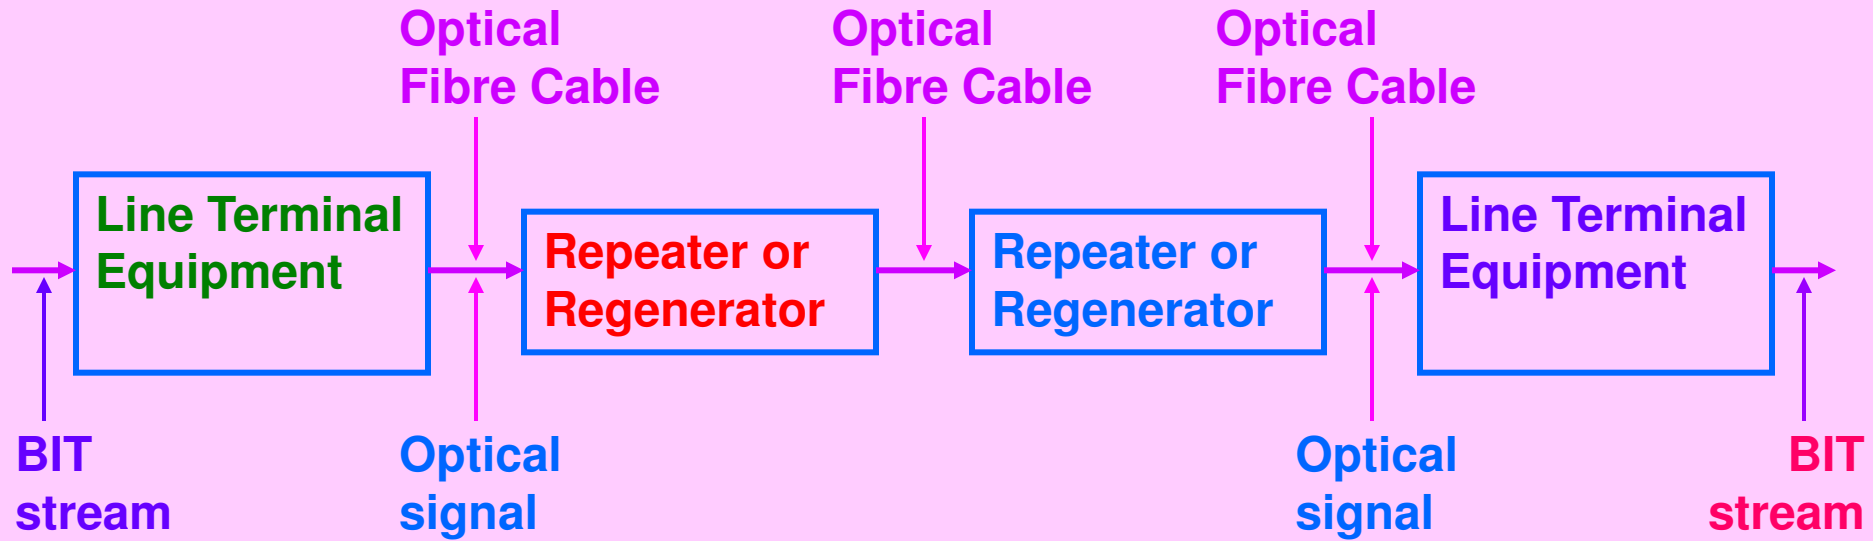 Optical
Fibre Cable
Optical
Fibre Cable
Optical
Fibre Cable
Line Terminal
Equipment
Repeater or
Regenerator
Repeater or
Regenerator
Line Terminal
Equipment
BIT
stream
Optical
signal
Optical
signal
BIT
stream